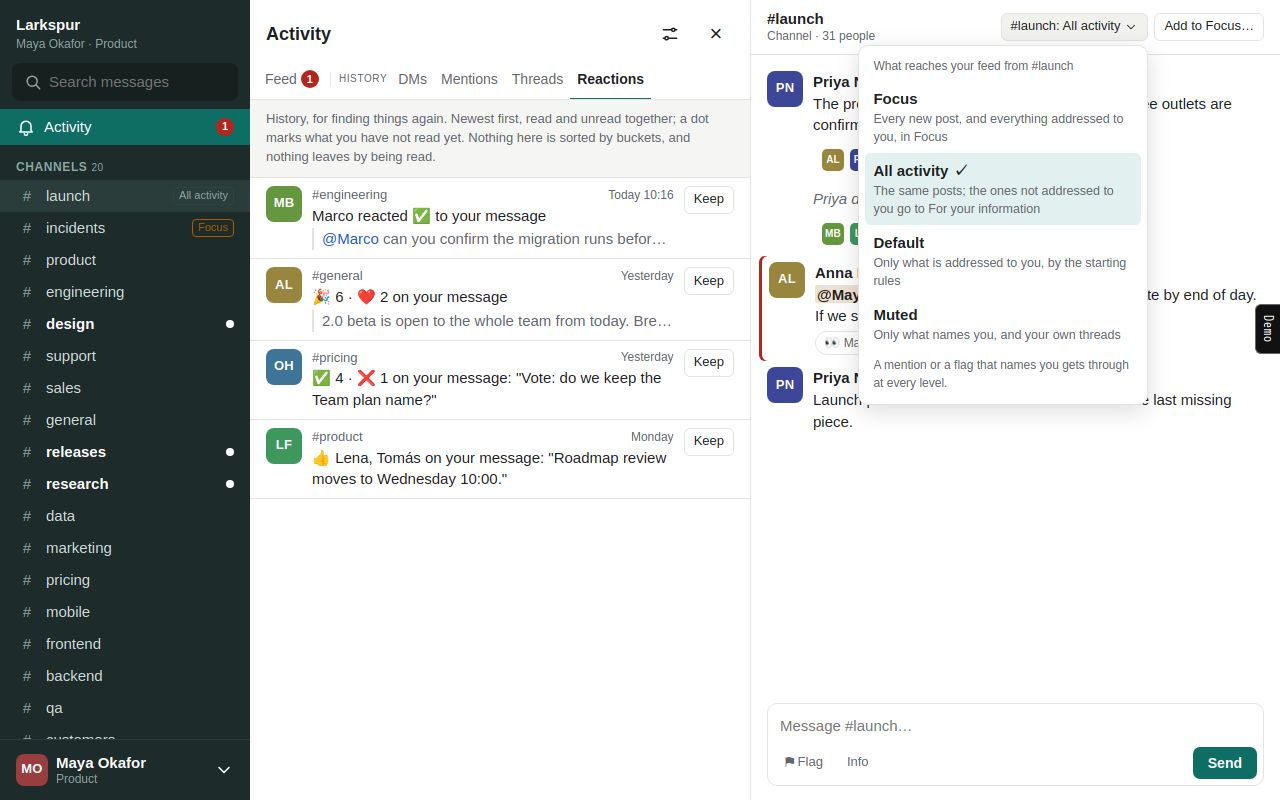 Larkspur
Maya Okafor · Product
Search messages
Activity
1
CHANNELS 20
# launch All activity
# incidents Focus
# product
# engineering
# design
# support
# sales
# general
# releases
# research
# data
# marketing
# pricing
# mobile
# frontend
# backend
# qa
# customers
MO
Maya Okafor
Product
Activity
Feed 1 HISTORY DMs Mentions Threads Reactions
History, for finding things again. Newest first, read and unread together; a dot
marks what you have not read yet. Nothing here is sorted by buckets, and
nothing leaves by being read.
MB
#engineering Today 10:16 Keep
Marco reacted ✅ to your message
@Marco can you confirm the migration runs befor…
AL
#general Yesterday Keep
🎉 6 · ❤️ 2 on your message
2.0 beta is open to the whole team from today. Bre…
OH
#pricing Yesterday Keep
✅ 4 · ❌ 1 on your message: "Vote: do we keep the
Team plan name?"
LF
#product Monday Keep
👍 Lena, Tomás on your message: "Roadmap review
moves to Wednesday 10:00."
#launch
Channel · 31 people
#launch: All activity
Add to Focus…
What reaches your feed from #launch
Focus
Every new post, and everything addressed to
you, in Focus
All activity ✓
The same posts; the ones not addressed to
you go to For your information
Default
Only what is addressed to you, by the starting
rules
Muted
Only what names you, and your own threads
A mention or a flag that names you gets through
at every level.
PN
Priya
outlets are
AL
Priya
MB
AL
Anna
te by end of day.
If we
👀
PN
Priya
Launch
last missing
piece.
Demo
Message #launch…
Flag
Info
Send